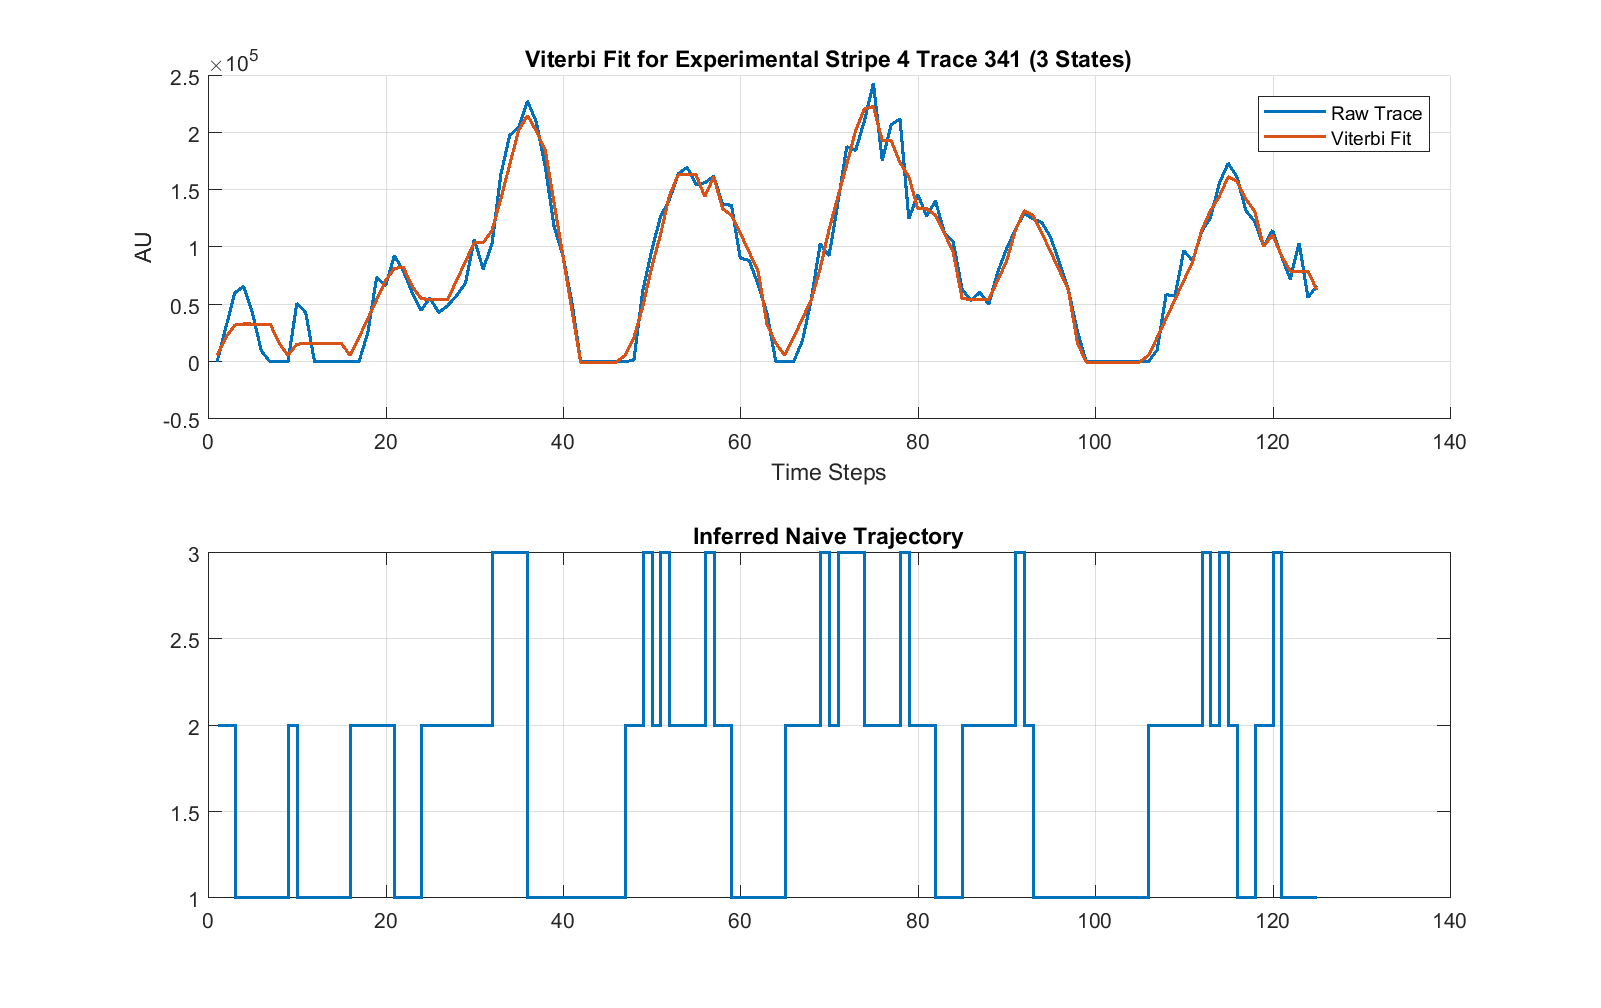 Viterbi Fit for Experimental Stripe 4 Trace 341 (3 States)
×10^5
2.5
2
1.5
1
0.5
0
-0.5
AU
Raw Trace
Viterbi Fit
0 20 40 60 80 100 120 140
Time Steps
Inferred Naive Trajectory
3
2.5
2
1.5
1
0 20 40 60 80 100 120 140